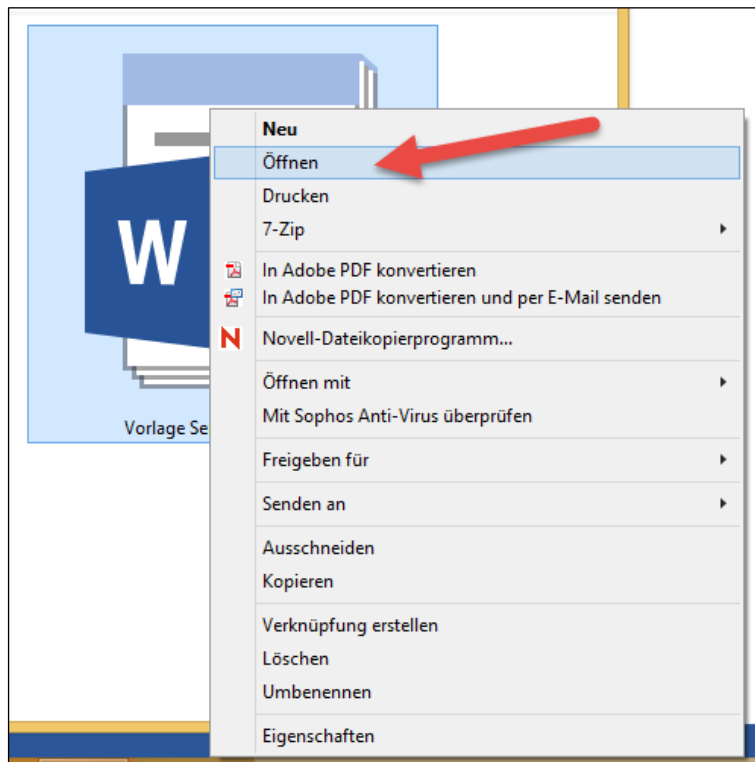 W
Vorlage Se
Neu
Öffnen
Drucken
7-Zip
In Adobe PDF konvertieren
In Adobe PDF konvertieren und per E-Mail senden
N Novell-Dateikopierprogramm...
Öffnen mit
Mit Sophos Anti-Virus überprüfen
Freigeben für
Senden an
Ausschneiden
Kopieren
Verknüpfung erstellen
Löschen
Umbenennen
Eigenschaften